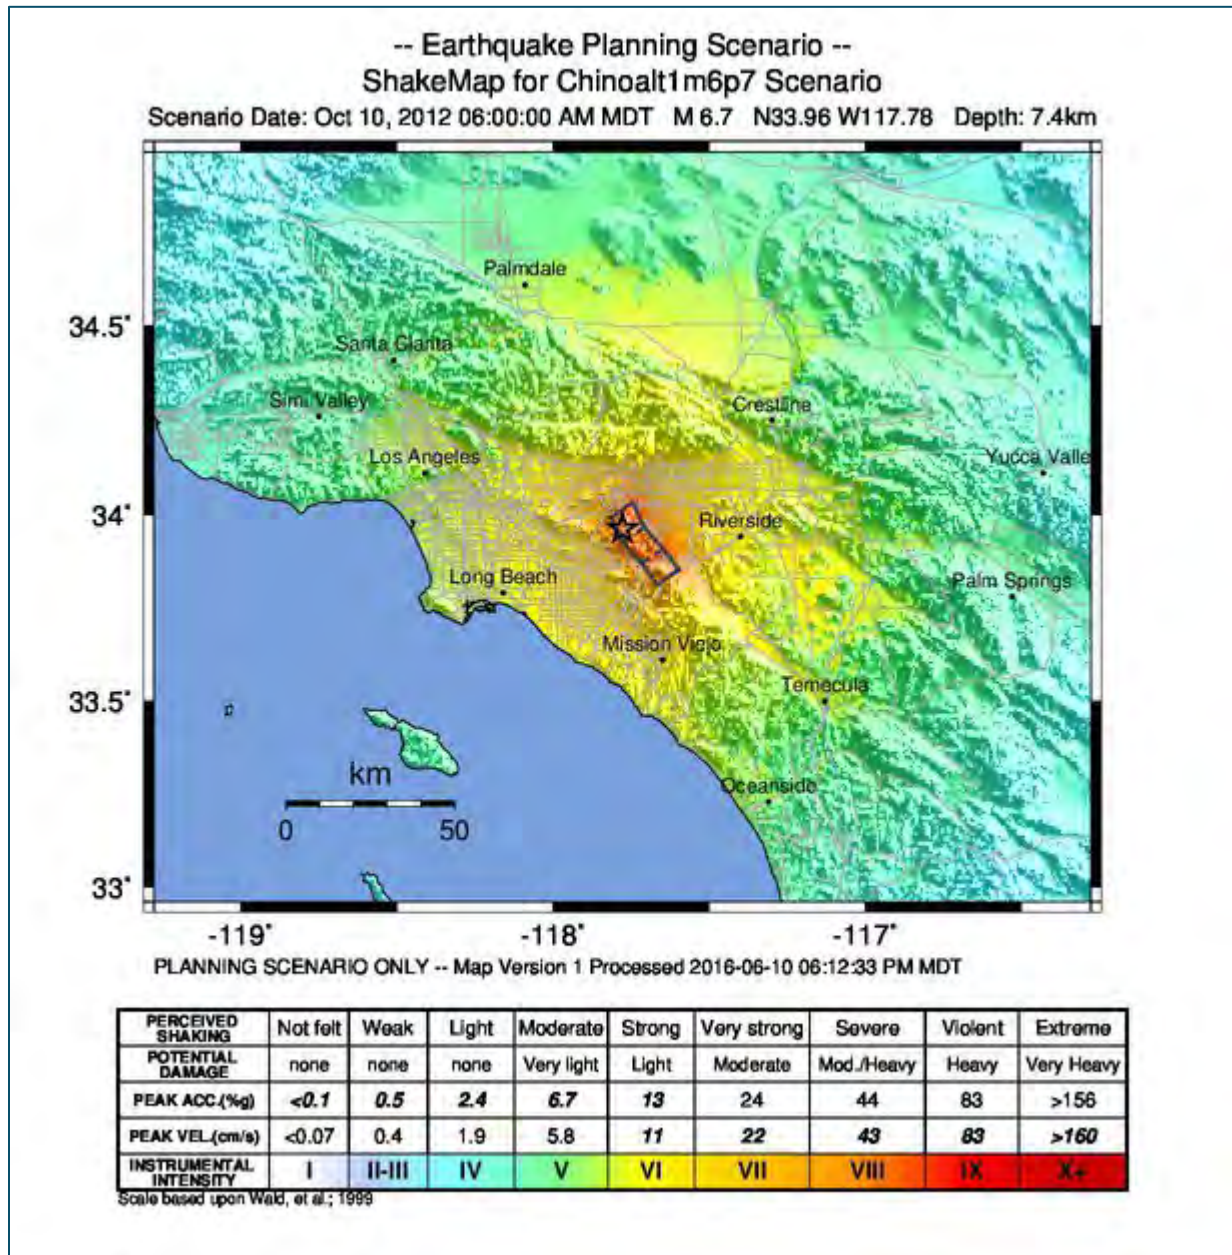 -- Earthquake Planning Scenario --
ShakeMap for Chinoalt1m6p7 Scenario
Scenario Date: Oct 10, 2012 06:00:00 AM MDT M 6.7 N33.96 W117.78 Depth: 7.4km
Palmdale
34.5°
Santa Clarita
Simi Valley
Crestline
Los Angeles
Yucca Valle
34°
Riverside
Long Beach
Palm Springs
Mission Viejo
33.5°
Temecula
km
Oceanside
0 50
33°
-119° -118° -117°
PLANNING SCENARIO ONLY -- Map Version 1 Processed 2016-06-10 06:12:33 PM MDT
PERCEIVED SHAKING Not felt Weak Light Moderate Strong Very strong Severe Violent Extreme
POTENTIAL DAMAGE none none none Very light Light Moderate Mod./Heavy Heavy Very Heavy
PEAK ACC.(%g) <0.1 0.5 2.4 6.7 13 24 44 83 >156
PEAK VEL.(cm/s) <0.07 0.4 1.9 5.8 11 22 43 83 >160
INSTRUMENTAL INTENSITY I II-III IV V VI VII VIII IX X+
Scale based upon Wald, et al.; 1999